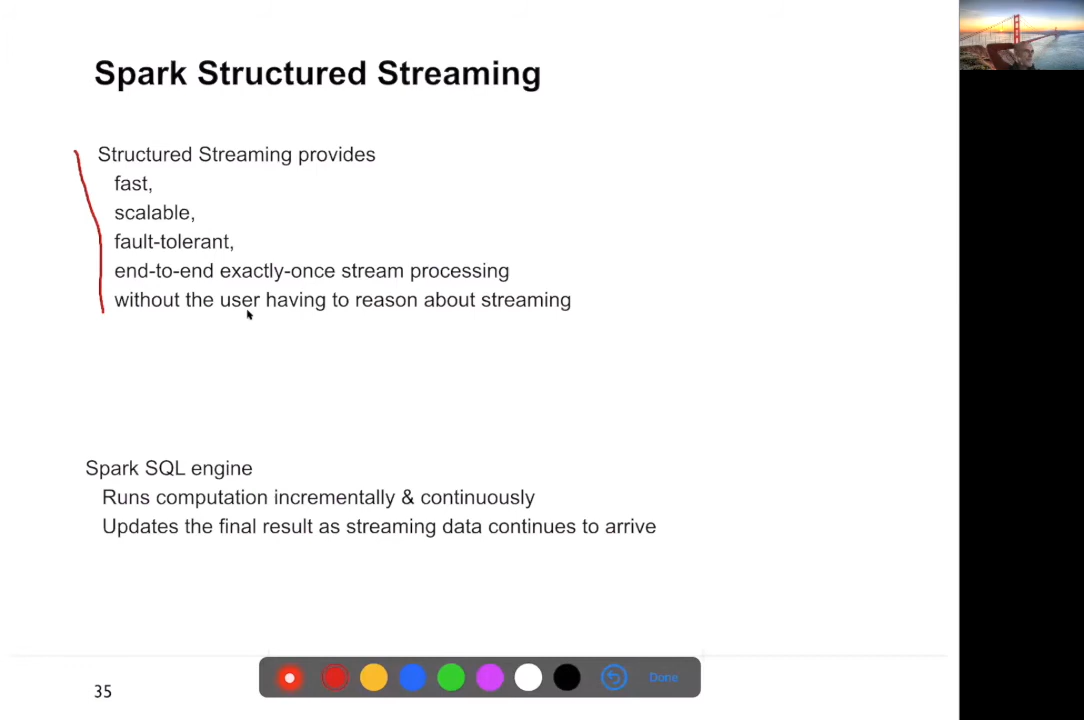 Spark Structured Streaming
Structured Streaming provides
fast,
scalable,
fault-tolerant,
end-to-end exactly-once stream processing
without the user having to reason about streaming
Spark SQL engine
Runs computation incrementally & continuously
Updates the final result as streaming data continues to arrive
Done
35